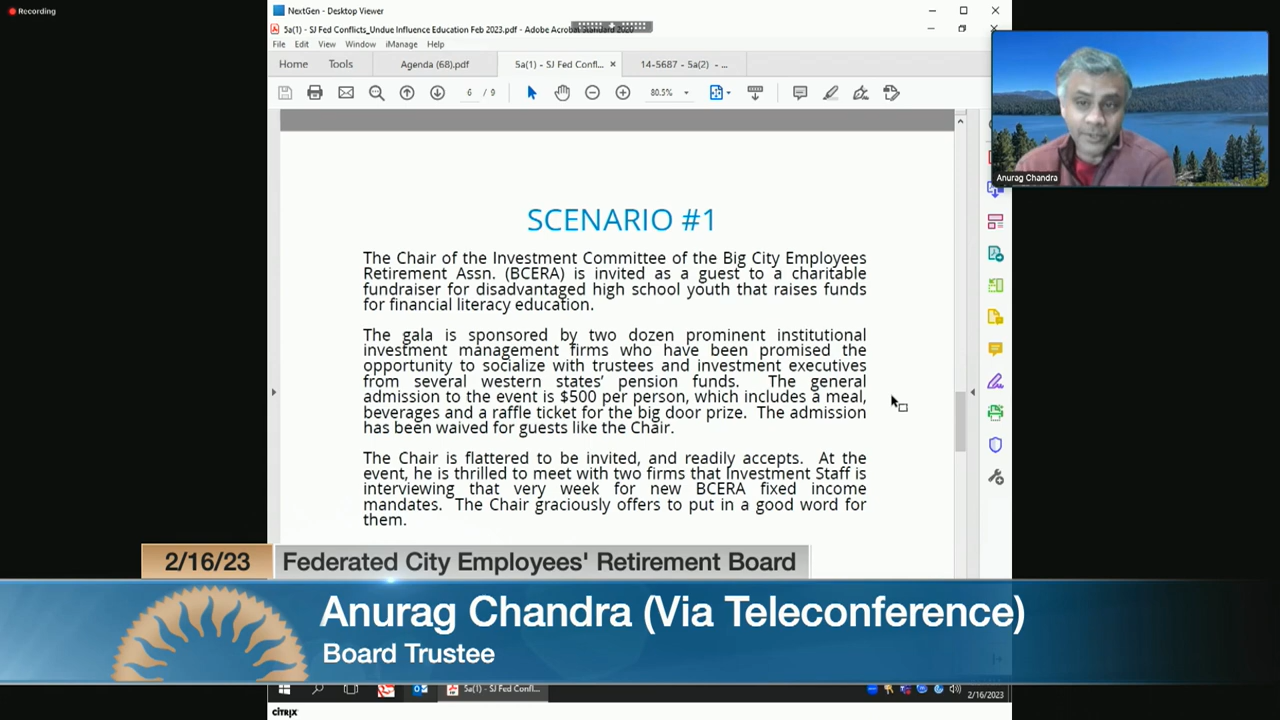 Recording
NextGen - Desktop Viewer
5a(1) - SJ Fed Conflicts_Undue Influence Education Feb 2023.pdf - Adobe Acrobat Standard 2020
File Edit View Window iManage Help
Home Tools Agenda (68).pdf 5a(1) - SJ Fed Confl... × 14-5687 - 5a(2) - ...
6 / 9 80.5%
Anurag Chandra
SCENARIO #1
The Chair of the Investment Committee of the Big City Employees
Retirement Assn. (BCERA) is invited as a guest to a charitable
fundraiser for disadvantaged high school youth that raises funds
for financial literacy education.
The gala is sponsored by two dozen prominent institutional
investment management firms who have been promised the
opportunity to socialize with trustees and investment executives
from several western states’ pension funds. The general
admission to the event is $500 per person, which includes a meal,
beverages and a raffle ticket for the big door prize. The admission
has been waived for guests like the Chair.
The Chair is flattered to be invited, and readily accepts. At the
event, he is thrilled to meet with two firms that Investment Staff is
interviewing that very week for new BCERA fixed income
mandates. The Chair graciously offers to put in a good word for
them.
2/16/23 Federated City Employees' Retirement Board
Anurag Chandra (Via Teleconference)
Board Trustee
5a(1) - SJ Fed Confl...
2/16/2023
CITRIX